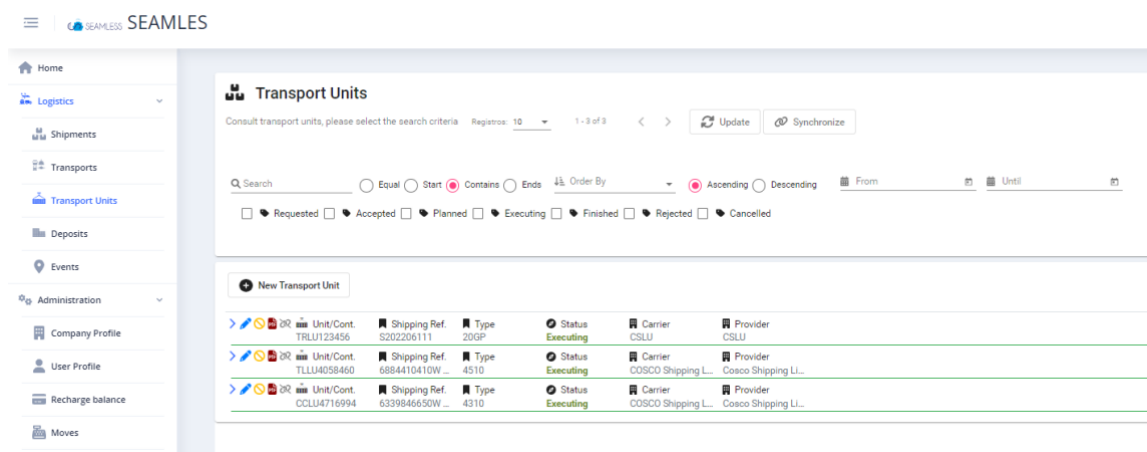 SEAMLESS SEAMLES
Home
Logistics
Shipments
Transports
Transport Units
Deposits
Events
Administration
Company Profile
User Profile
Recharge balance
Moves
Transport Units
Consult transport units, please select the search criteria Registros: 10 1 - 3 of 3 Update Synchronize
Search Equal Start Contains Ends Order By Ascending Descending From Until
Requested Accepted Planned Executing Finished Rejected Cancelled
New Transport Unit
Unit/Cont. Shipping Ref. Type Status Carrier Provider
TRLU123456 S202206111 20GP Executing CSLU CSLU
Unit/Cont. Shipping Ref. Type Status Carrier Provider
TLLU4058460 6884410410W ... 4510 Executing COSCO Shipping L... Cosco Shipping Li...
Unit/Cont. Shipping Ref. Type Status Carrier Provider
CCLU4716994 6339846650W ... 4310 Executing COSCO Shipping L... Cosco Shipping Li...